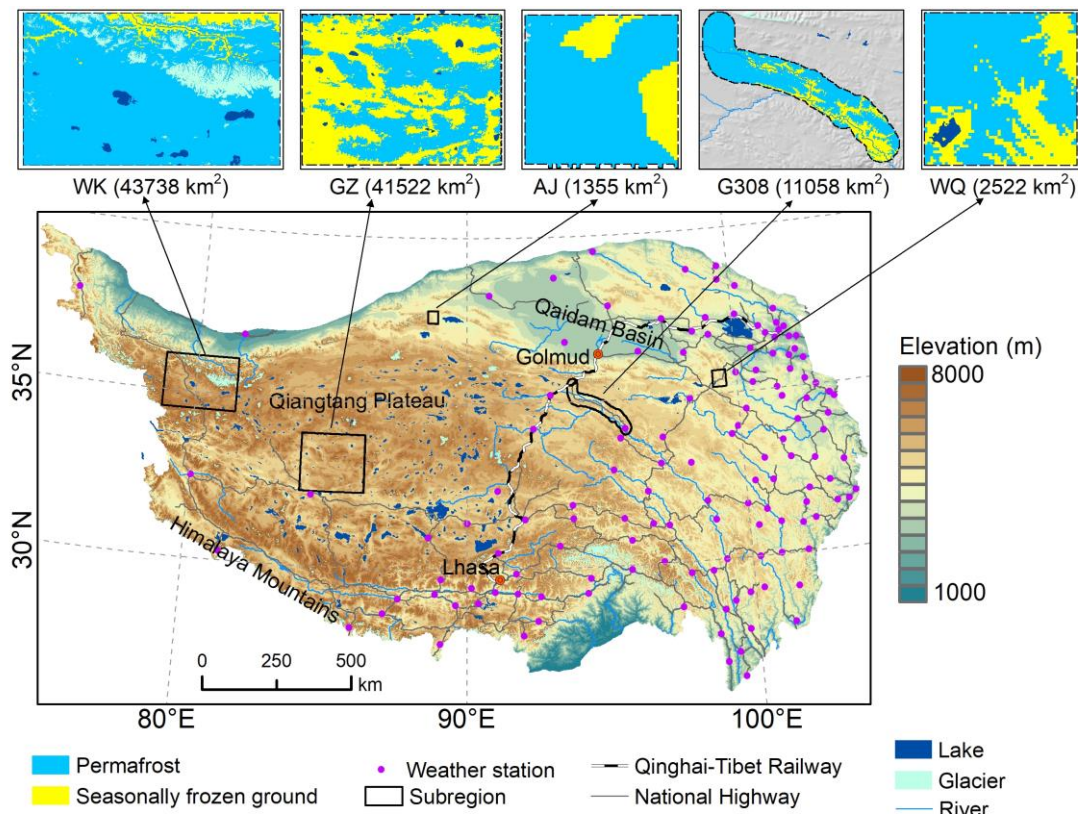 WK (43738 km²)
GZ (41522 km²)
AJ (1355 km²)
G308 (11058 km²)
WQ (2522 km²)
35°N
30°N
Qaidam Basin
Golmud
Qiangtang Plateau
Himalaya Mountains
Lhasa
0 250 500
km
80°E 90°E 100°E
Elevation (m)
8000
1000
Permafrost
Seasonally frozen ground
Weather station
Subregion
Qinghai-Tibet Railway
National Highway
Lake
Glacier
River